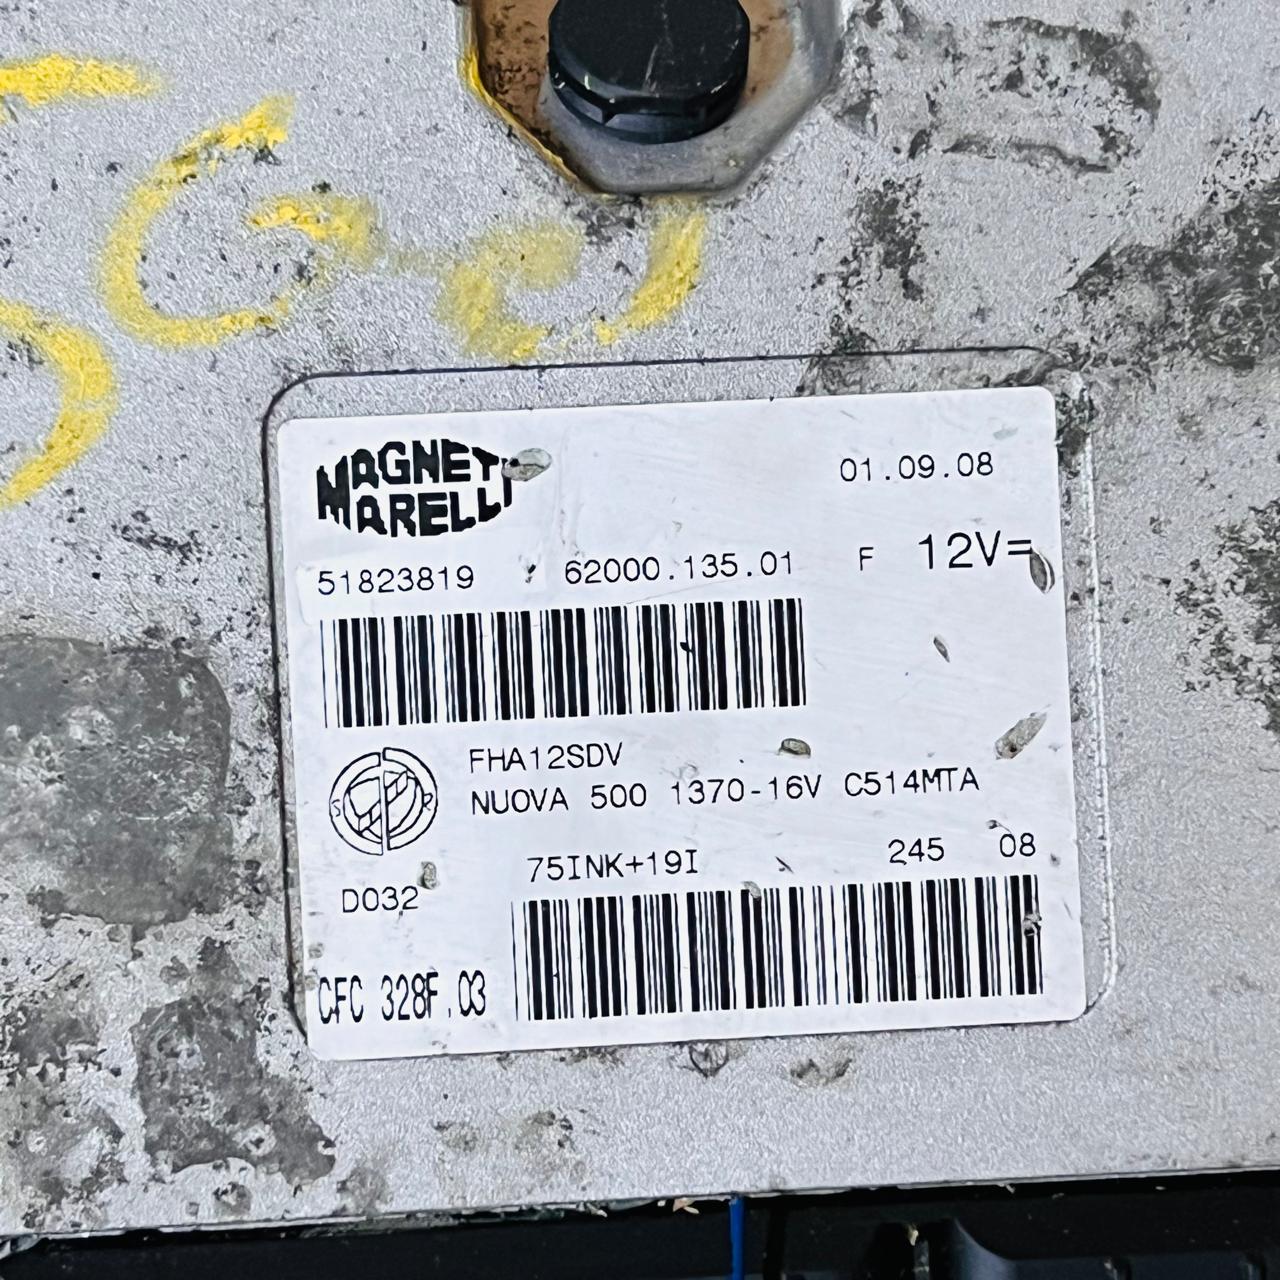 500
MAGNETI
MARELLI
01.09.08
51823819 62000.135.01 F 12V=
FHA12SDV
NUOVA 500 1370-16V C514MTA
75INK+19I 245 08
D032
CFC 328F.03